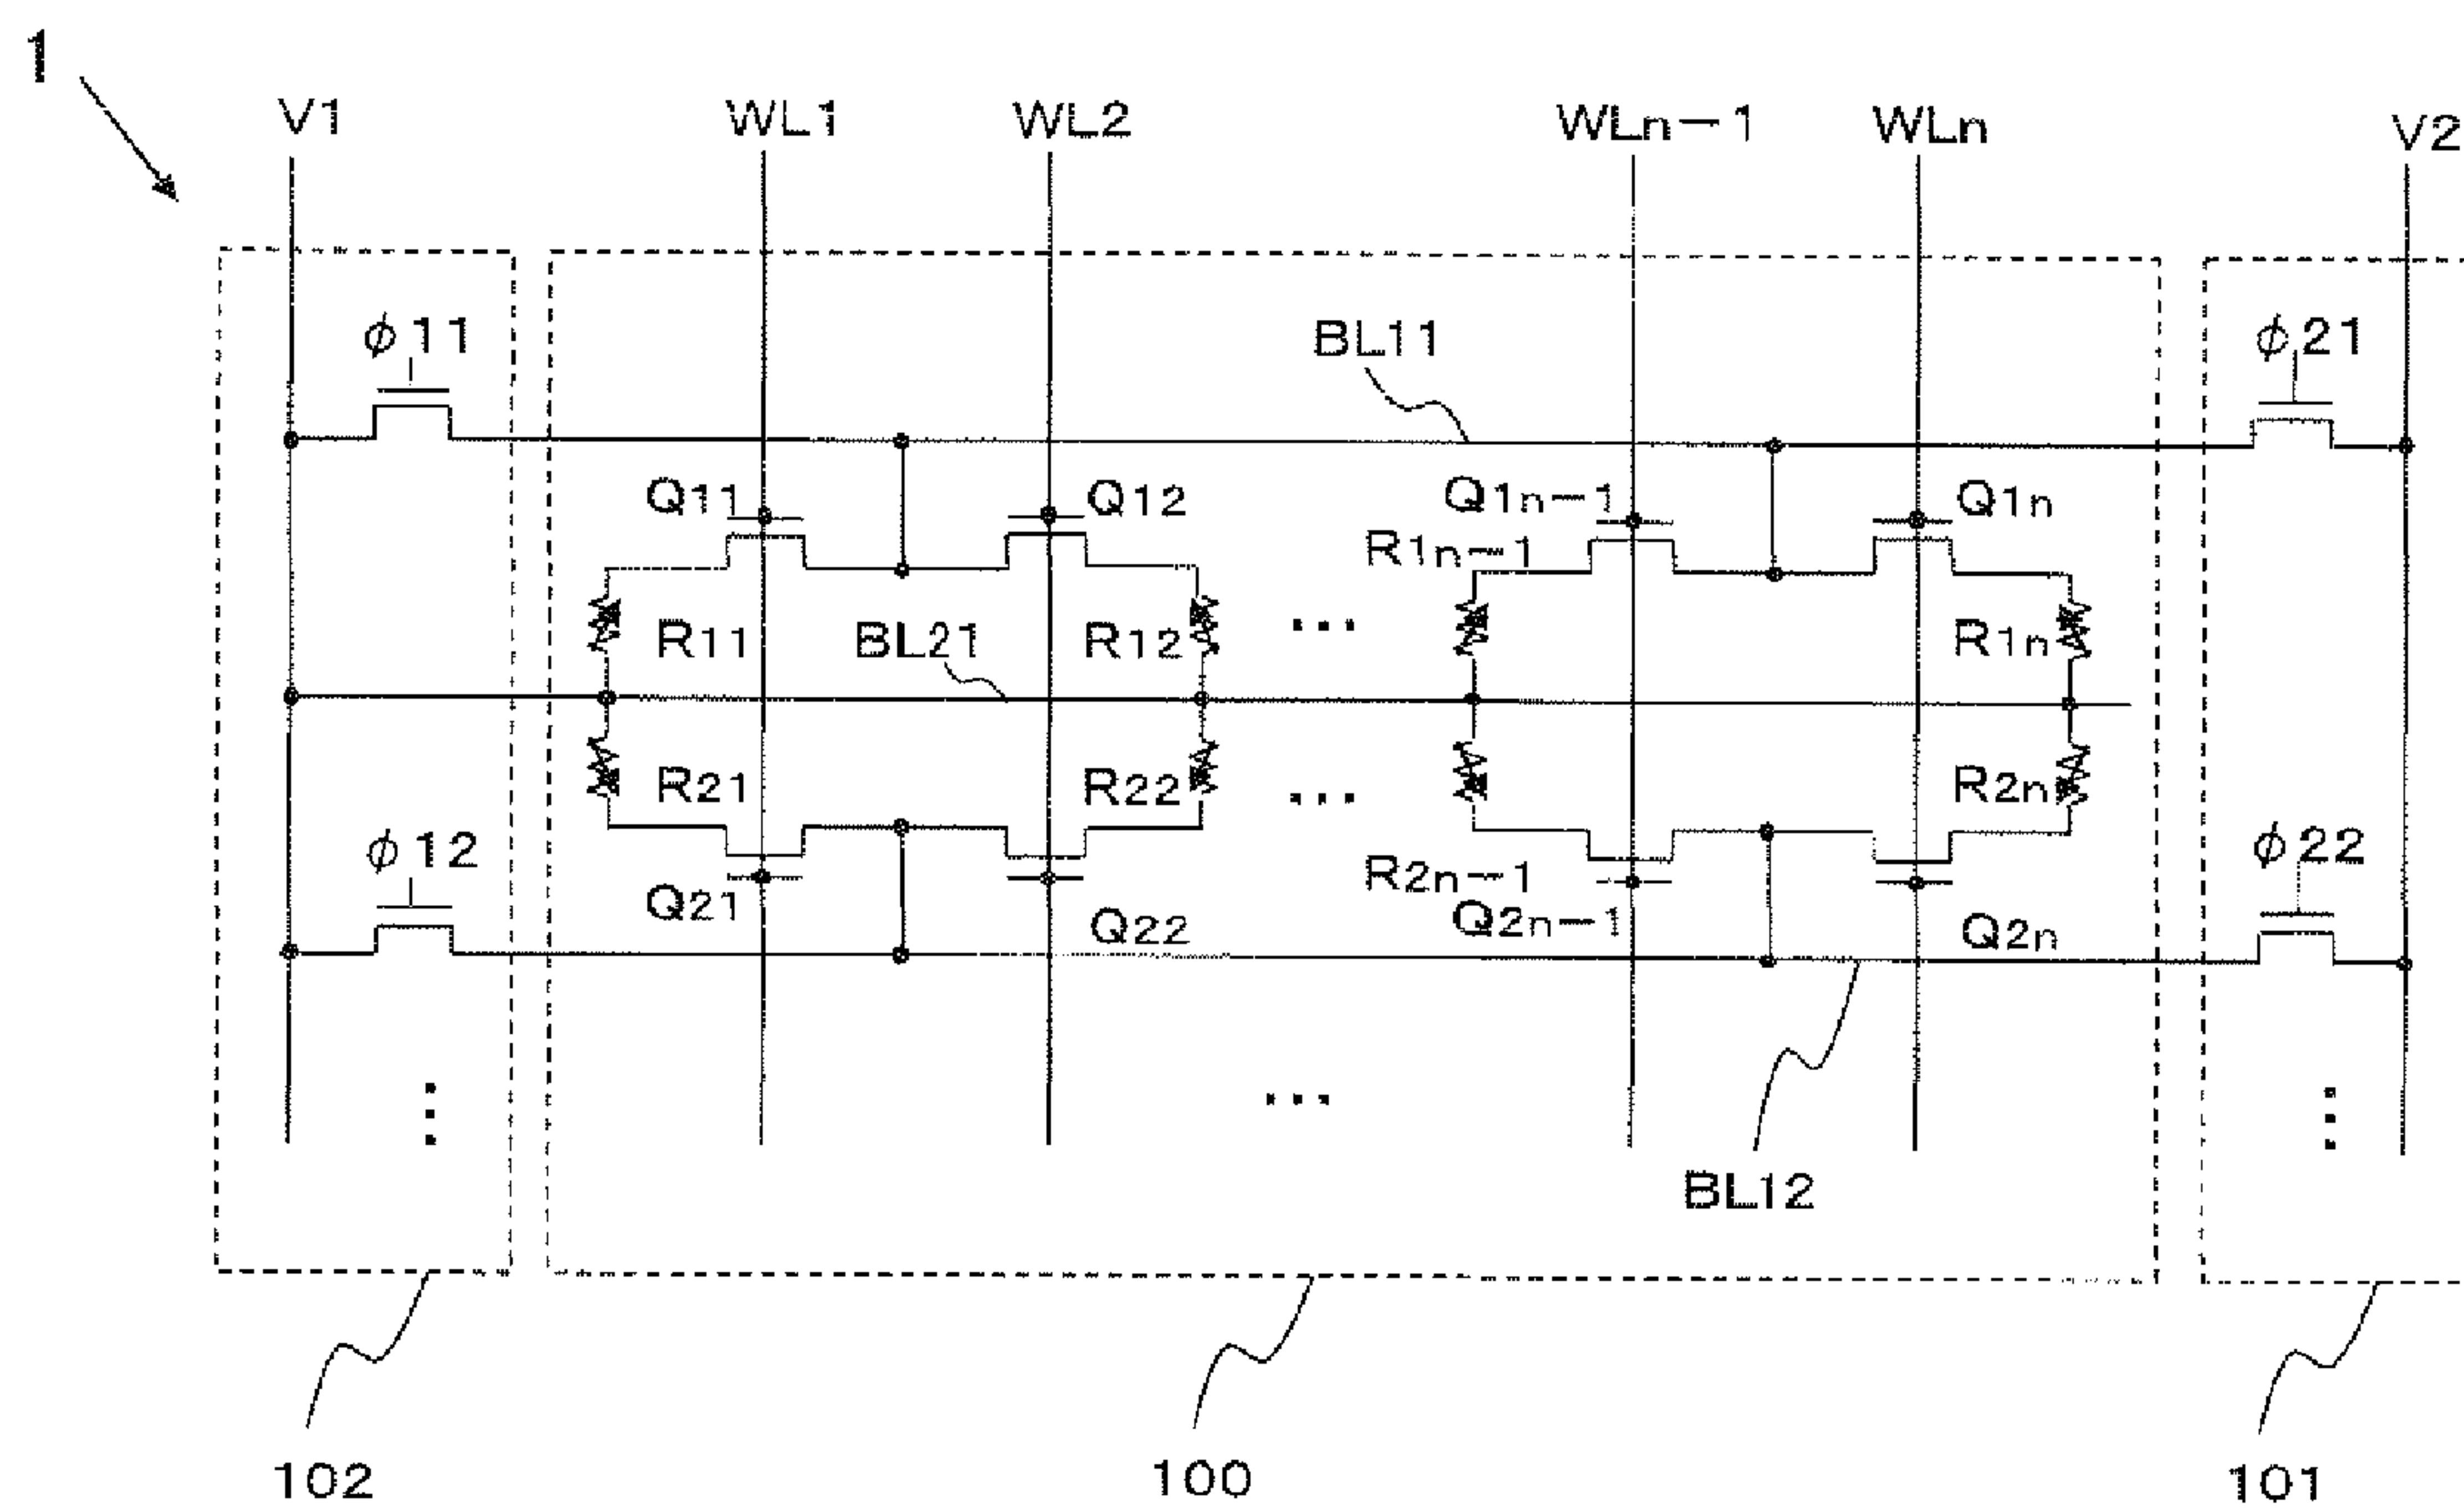 1
V1
WL1
WL2
WLn-1
WLn
V2
ϕ11
BL11
ϕ21
Q11
Q12
Q1n-1
Q1n
R1n-1
R11
BL21
R12
...
R1n
R21
R22
...
R2n
ϕ12
ϕ22
R2n-1
Q21
Q22
Q2n-1
Q2n
...
BL12
102
100
101